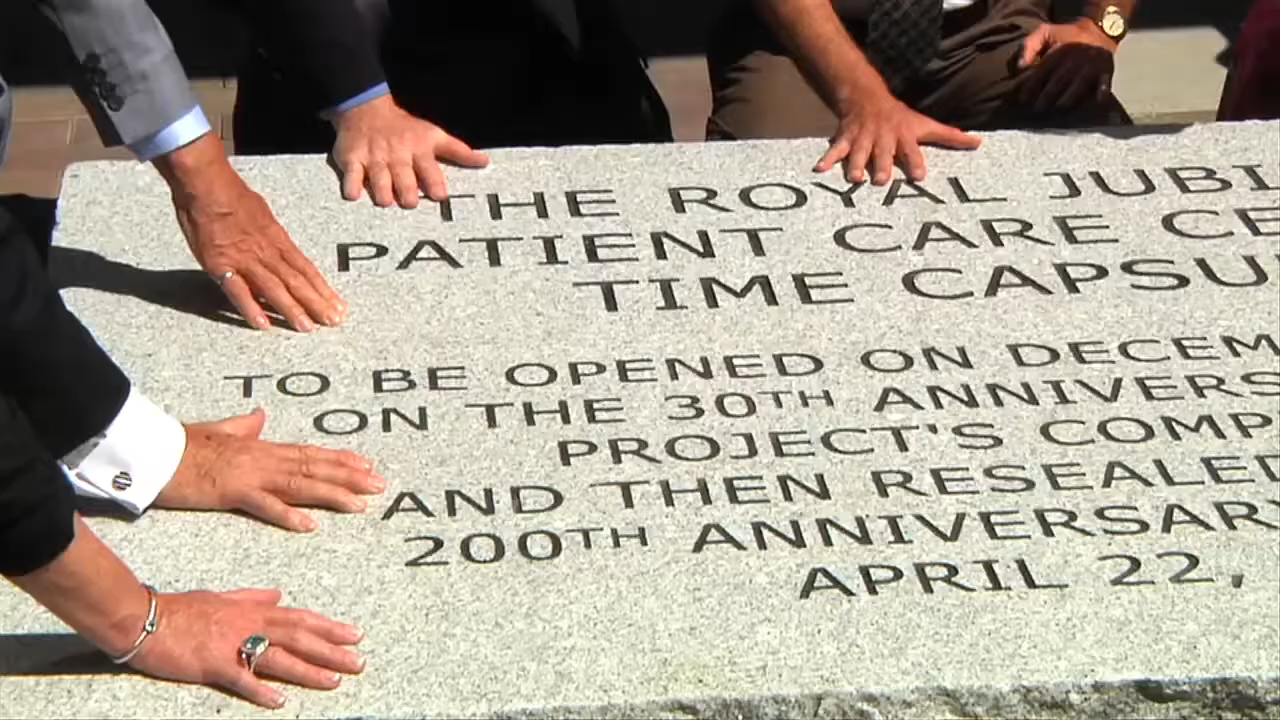 THE ROYAL JUBIL
PATIENT CARE CE
TIME CAPSU
TO BE OPENED ON DECEM
ON THE 30TH ANNIVERS
PROJECT'S COMP
AND THEN RESEALED
200TH ANNIVERSAR
APRIL 22,